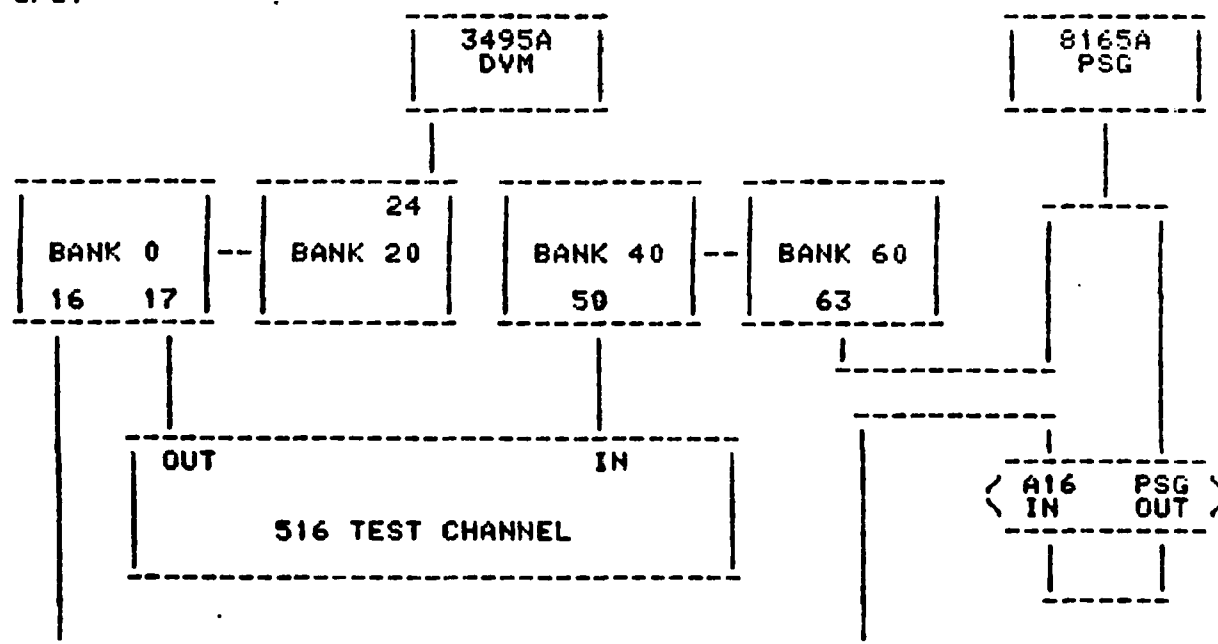 3495A
DVM
8165A
PSG
24
BANK 0 -- BANK 20 BANK 40 -- BANK 60
16 17 50 63
OUT IN
516 TEST CHANNEL
A16 PSG
IN OUT